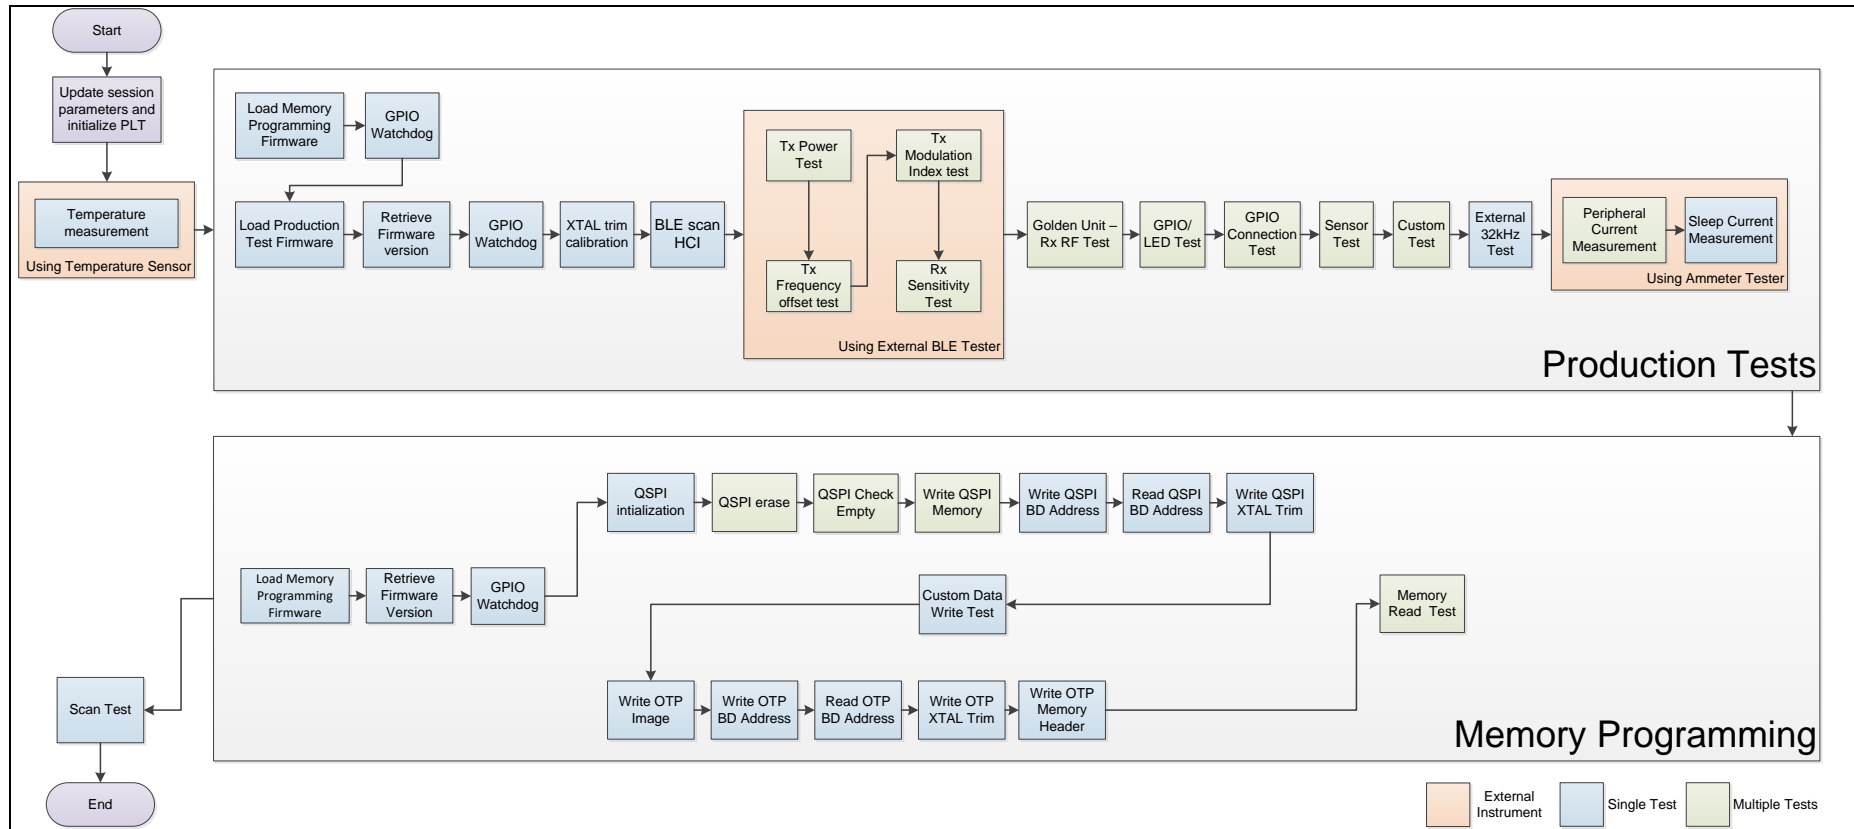 Start
Update session
parameters and
initialize PLT
Temperature
measurement
Using Temperature Sensor
Load Memory
Programming
Firmware
GPIO
Watchdog
Load Production
Test Firmware
Retrieve
Firmware
version
GPIO
Watchdog
XTAL trim
calibration
BLE scan
HCI
Tx Power
Test
Tx
Frequency
offset test
Tx
Modulation
Index test
Rx
Sensitivity
Test
Using External BLE Tester
Golden Unit –
Rx RF Test
GPIO/
LED Test
GPIO
Connection
Test
Sensor
Test
Custom
Test
External
32kHz
Test
Peripheral
Current
Measurement
Sleep Current
Measurement
Using Ammeter Tester
Production Tests
Load Memory
Programming
Firmware
Retrieve
Firmware
Version
GPIO
Watchdog
QSPI
intialization
QSPI erase
QSPI Check
Empty
Write QSPI
Memory
Write QSPI
BD Address
Read QSPI
BD Address
Write QSPI
XTAL Trim
Custom Data
Write Test
Write OTP
Image
Write OTP
BD Address
Read OTP
BD Address
Write OTP
XTAL Trim
Write OTP
Memory
Header
Memory
Read Test
Memory Programming
Scan Test
End
External
Instrument
Single Test
Multiple Tests